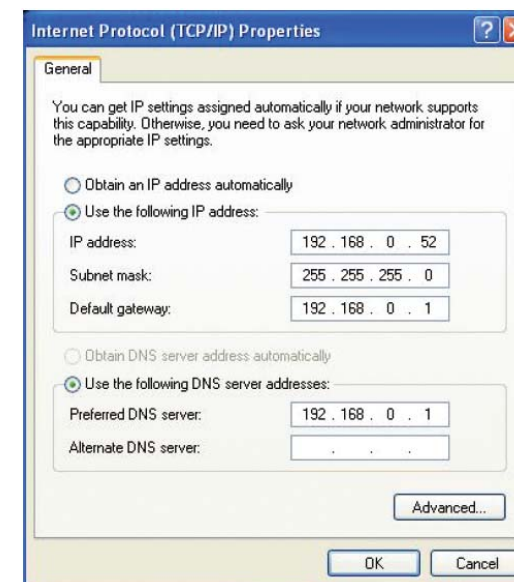 Internet Protocol (TCP/IP) Properties
General
You can get IP settings assigned automatically if your network supports
this capability. Otherwise, you need to ask your network administrator for
the appropriate IP settings.
Obtain an IP address automatically
Use the following IP address:
IP address: 192 . 168 . 0 . 52
Subnet mask: 255 . 255 . 255 . 0
Default gateway: 192 . 168 . 0 . 1
Obtain DNS server address automatically
Use the following DNS server addresses:
Preferred DNS server: 192 . 168 . 0 . 1
Alternate DNS server: . . .
Advanced...
OK Cancel